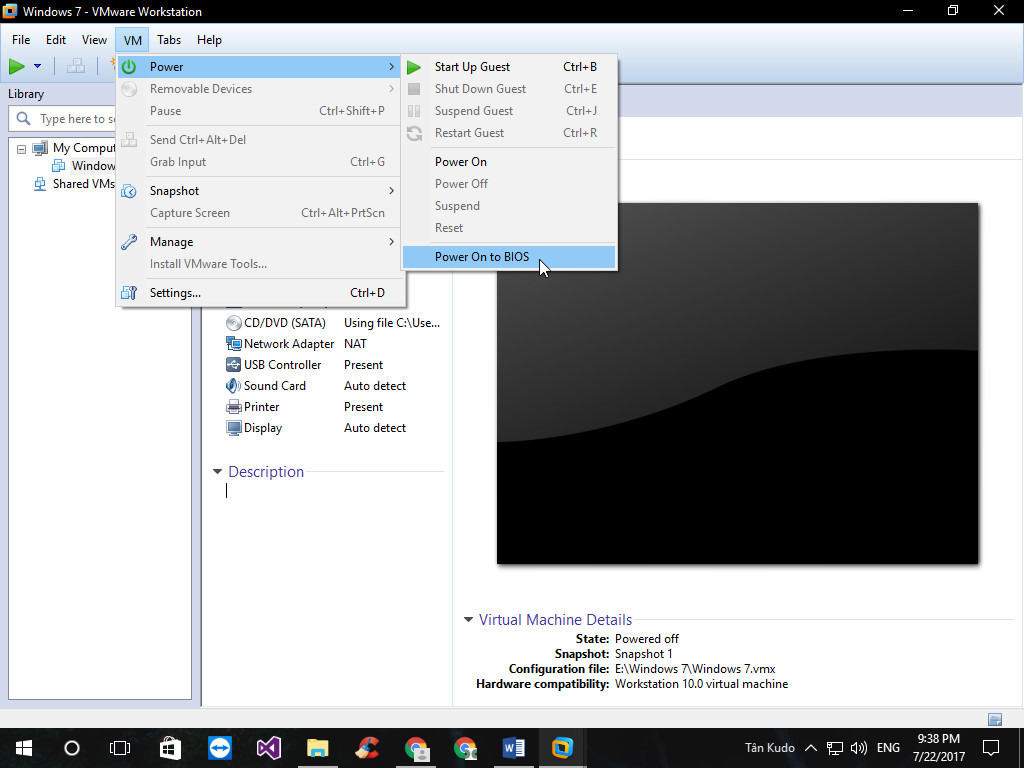 Windows 7 - VMware Workstation
File Edit View VM Tabs Help
Library
Type here to
My Comput
Window
Shared VMs
Power
Removable Devices
Pause Ctrl+Shift+P
Send Ctrl+Alt+Del
Grab Input Ctrl+G
Snapshot
Capture Screen Ctrl+Alt+PrtScn
Manage
Install VMware Tools...
Settings... Ctrl+D
Start Up Guest Ctrl+B
Shut Down Guest Ctrl+E
Suspend Guest Ctrl+J
Restart Guest Ctrl+R
Power On
Power Off
Suspend
Reset
Power On to BIOS
CD/DVD (SATA) Using file C:\Use...
Network Adapter NAT
USB Controller Present
Sound Card Auto detect
Printer Present
Display Auto detect
Description
Virtual Machine Details
State: Powered off
Snapshot: Snapshot 1
Configuration file: E:\Windows 7\Windows 7.vmx
Hardware compatibility: Workstation 10.0 virtual machine
Tân Kudo ENG 9:38 PM
7/22/2017